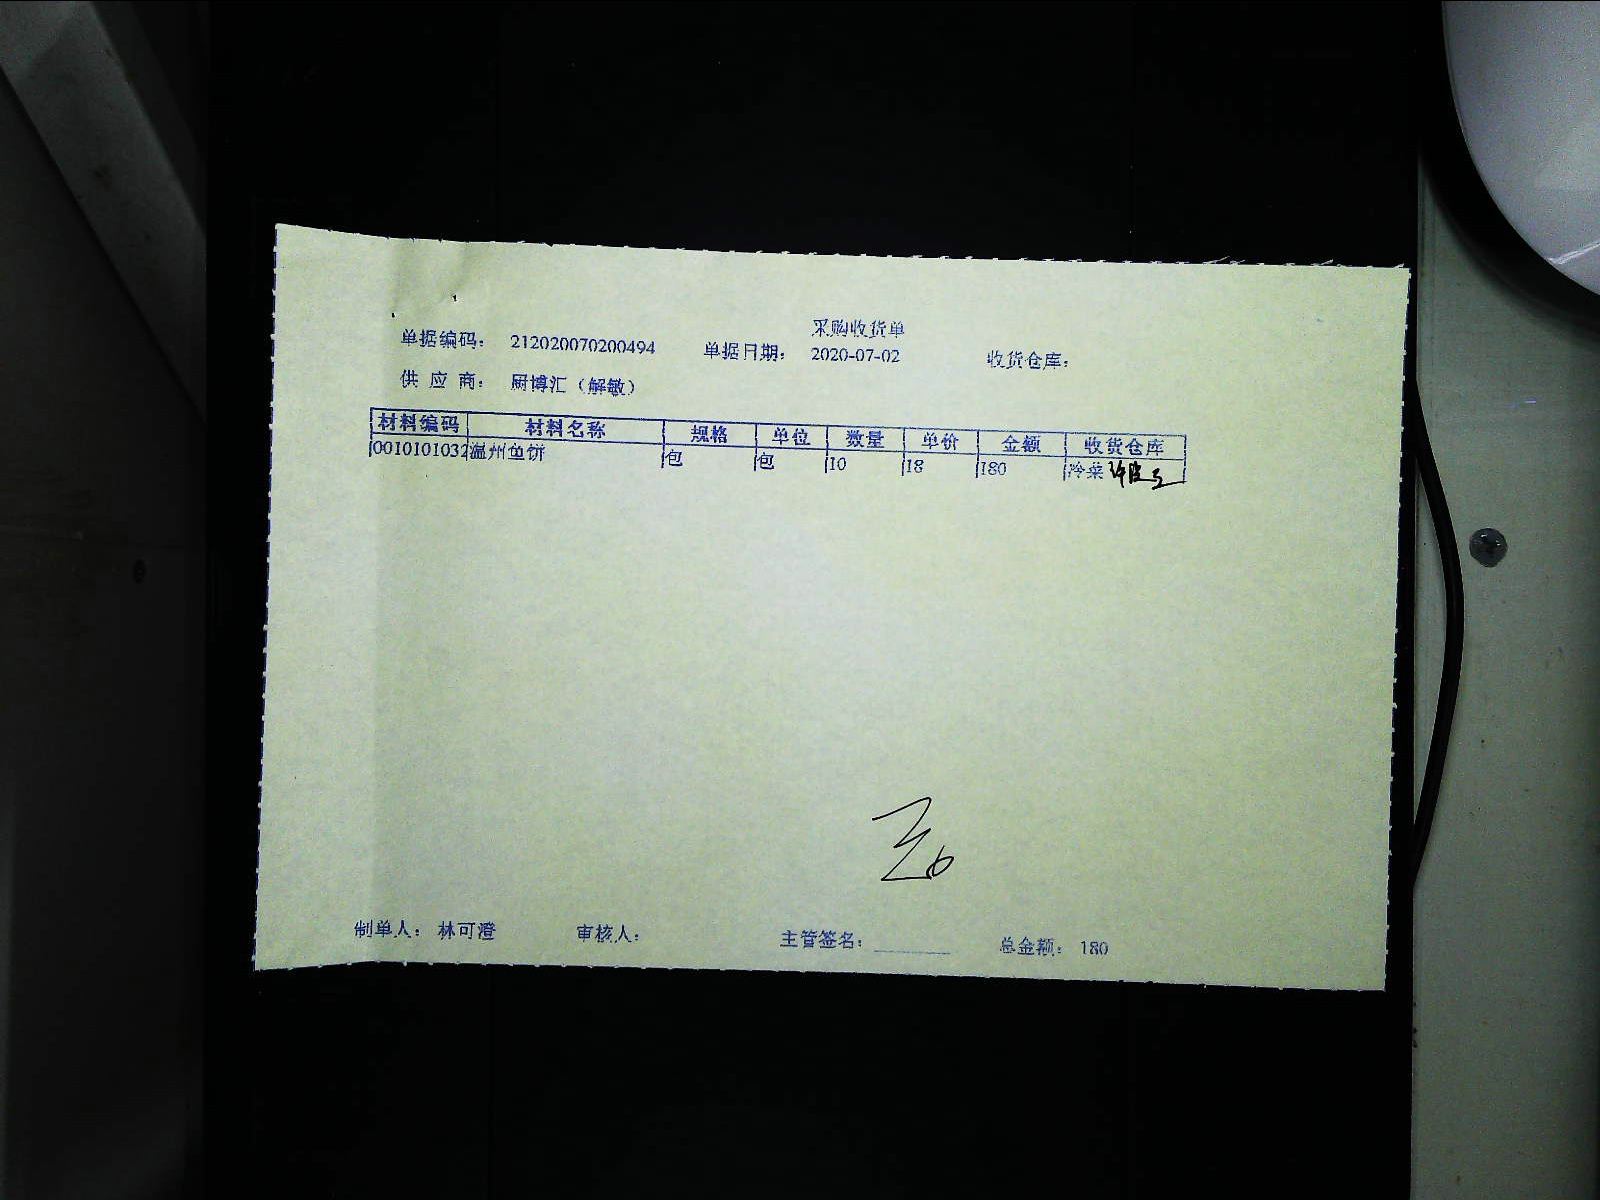 采购收货单
单据编码： 212020070200494 单据日期： 2020-07-02 收货仓库：
供 应 商： 厨博汇（解敏）
材料编码 材料名称 规格 单位 数量 单价 金额 收货仓库
0010101032 温州鱼饼 包 包 10 18 180 冷菜
制单人： 林可澄 审核人： 主管签名： 总金额： 180